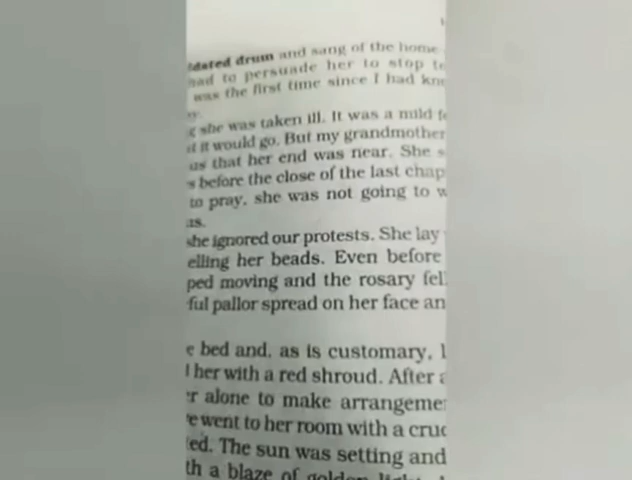 dated drum and sang of the home
had to persuade her to stop
was the first time since I had
she was taken ill. It was a mild
it would go. But my grandmother
us that her end was near. She
before the close of the last chap
to pray, she was not going to
us.
she ignored our protests. She lay
elling her beads. Even before
ped moving and the rosary fel
ful pallor spread on her face an
e bed and, as is customary,
her with a red shroud. After
r alone to make arrangeme
e went to her room with a cru
ed. The sun was setting and
th a blaze of golden light